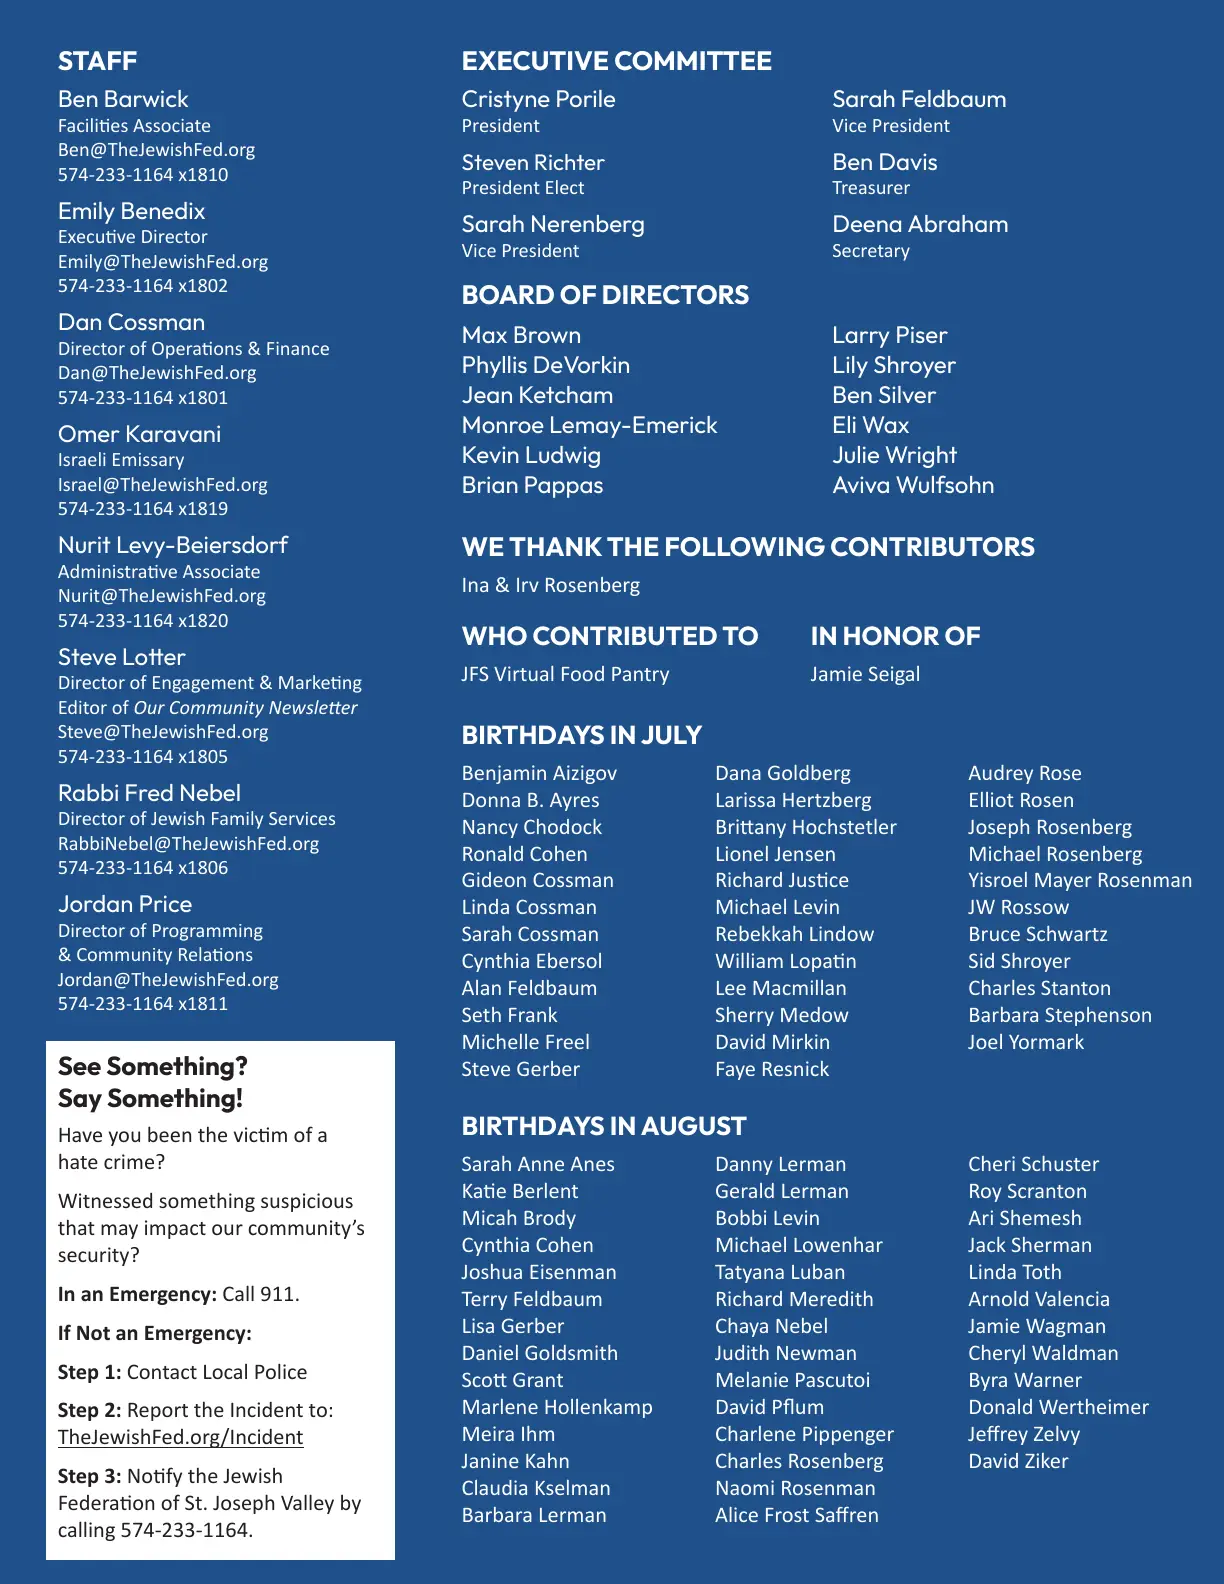 STAFF
Ben Barwick
Facilities Associate
Ben@TheJewishFed.org
574-233-1164 x1810
Emily Benedix
Executive Director
Emily@TheJewishFed.org
574-233-1164 x1802
Dan Cossman
Director of Operations & Finance
Dan@TheJewishFed.org
574-233-1164 x1801
Omer Karavani
Israeli Emissary
Israel@TheJewishFed.org
574-233-1164 x1819
Nurit Levy-Beiersdorf
Administrative Associate
Nurit@TheJewishFed.org
574-233-1164 x1820
Steve Lotter
Director of Engagement & Marketing
Editor of Our Community Newsletter
Steve@TheJewishFed.org
574-233-1164 x1805
Rabbi Fred Nebel
Director of Jewish Family Services
RabbiNebel@TheJewishFed.org
574-233-1164 x1806
Jordan Price
Director of Programming
& Community Relations
Jordan@TheJewishFed.org
574-233-1164 x1811
See Something?
Say Something!
Have you been the victim of a
hate crime?
Witnessed something suspicious
that may impact our community’s
security?
In an Emergency: Call 911.
If Not an Emergency:
Step 1: Contact Local Police
Step 2: Report the Incident to:
TheJewishFed.org/Incident
Step 3: Notify the Jewish
Federation of St. Joseph Valley by
calling 574-233-1164.
EXECUTIVE COMMITTEE
Cristyne Porile
President
Steven Richter
President Elect
Sarah Nerenberg
Vice President
Sarah Feldbaum
Vice President
Ben Davis
Treasurer
Deena Abraham
Secretary
BOARD OF DIRECTORS
Max Brown
Phyllis DeVorkin
Jean Ketcham
Monroe Lemay-Emerick
Kevin Ludwig
Brian Pappas
Larry Piser
Lily Shroyer
Ben Silver
Eli Wax
Julie Wright
Aviva Wulfsohn
WE THANK THE FOLLOWING CONTRIBUTORS
Ina & Irv Rosenberg
WHO CONTRIBUTED TO
JFS Virtual Food Pantry
IN HONOR OF
Jamie Seigal
BIRTHDAYS IN JULY
Benjamin Aizigov
Donna B. Ayres
Nancy Chodock
Ronald Cohen
Gideon Cossman
Linda Cossman
Sarah Cossman
Cynthia Ebersol
Alan Feldbaum
Seth Frank
Michelle Freel
Steve Gerber
Dana Goldberg
Larissa Hertzberg
Brittany Hochstetler
Lionel Jensen
Richard Justice
Michael Levin
Rebekkah Lindow
William Lopatin
Lee Macmillan
Sherry Medow
David Mirkin
Faye Resnick
Audrey Rose
Elliot Rosen
Joseph Rosenberg
Michael Rosenberg
Yisroel Mayer Rosenman
JW Rossow
Bruce Schwartz
Sid Shroyer
Charles Stanton
Barbara Stephenson
Joel Yormark
BIRTHDAYS IN AUGUST
Sarah Anne Anes
Katie Berlent
Micah Brody
Cynthia Cohen
Joshua Eisenman
Terry Feldbaum
Lisa Gerber
Daniel Goldsmith
Scott Grant
Marlene Hollenkamp
Meira Ihm
Janine Kahn
Claudia Kselman
Barbara Lerman
Danny Lerman
Gerald Lerman
Bobbi Levin
Michael Lowenhar
Tatyana Luban
Richard Meredith
Chaya Nebel
Judith Newman
Melanie Pascutoi
David Pflum
Charlene Pippenger
Charles Rosenberg
Naomi Rosenman
Alice Frost Saffren
Cheri Schuster
Roy Scranton
Ari Shemesh
Jack Sherman
Linda Toth
Arnold Valencia
Jamie Wagman
Cheryl Waldman
Byra Warner
Donald Wertheimer
Jeffrey Zelvy
David Ziker